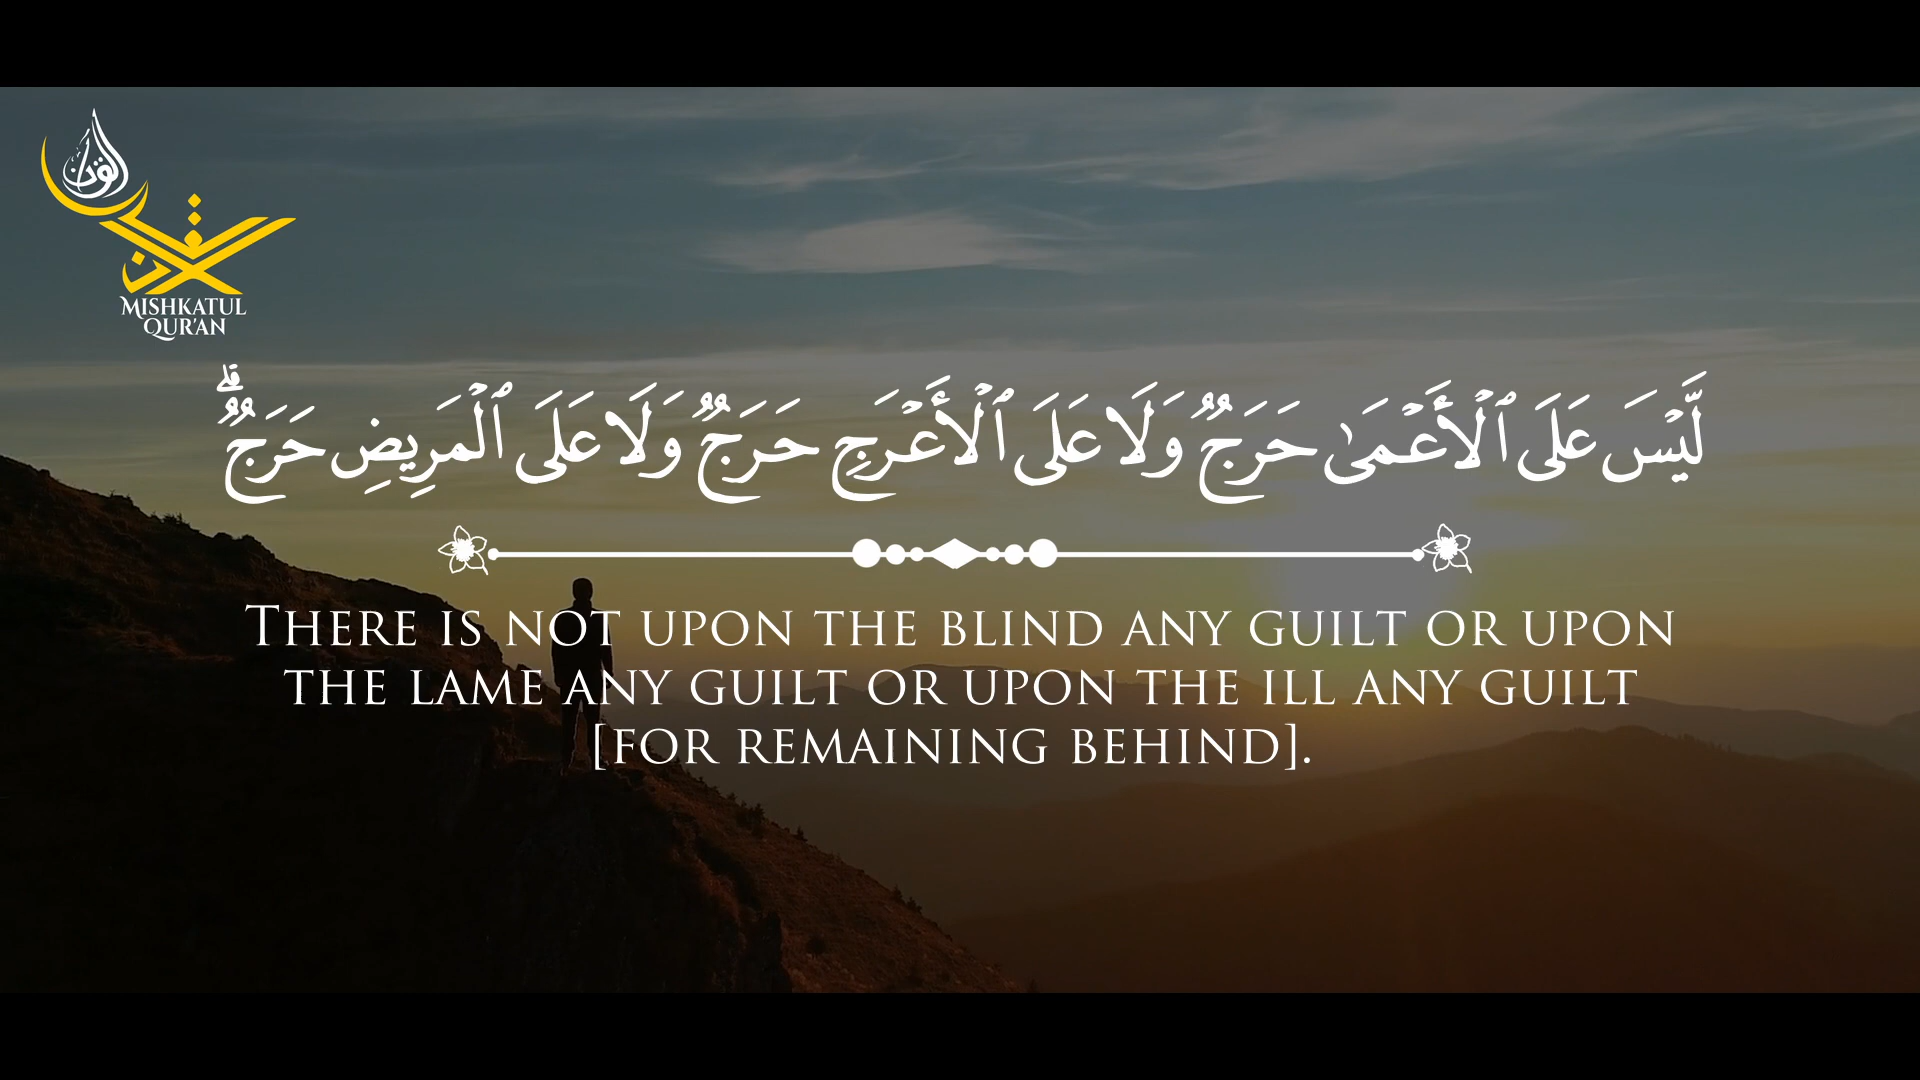 القرآن
MISHKATUL
QUR'AN
لَّيْسَ عَلَى ٱلْأَعْمَىٰ حَرَجٌ وَلَا عَلَى ٱلْأَعْرَجِ حَرَجٌ وَلَا عَلَى ٱلْمَرِيضِ حَرَجٌ ۗ
THERE IS NOT UPON THE BLIND ANY GUILT OR UPON
THE LAME ANY GUILT OR UPON THE ILL ANY GUILT
[FOR REMAINING BEHIND].